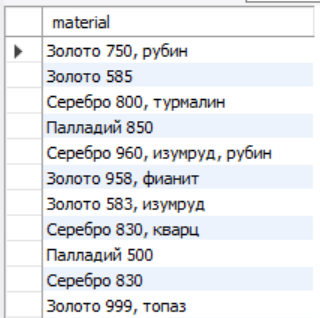 material
Золото 750, рубин
Золото 585
Серебро 800, турмалин
Палладий 850
Серебро 960, изумруд, рубин
Золото 958, фианит
Золото 583, изумруд
Серебро 830, кварц
Палладий 500
Серебро 830
Золото 999, топаз